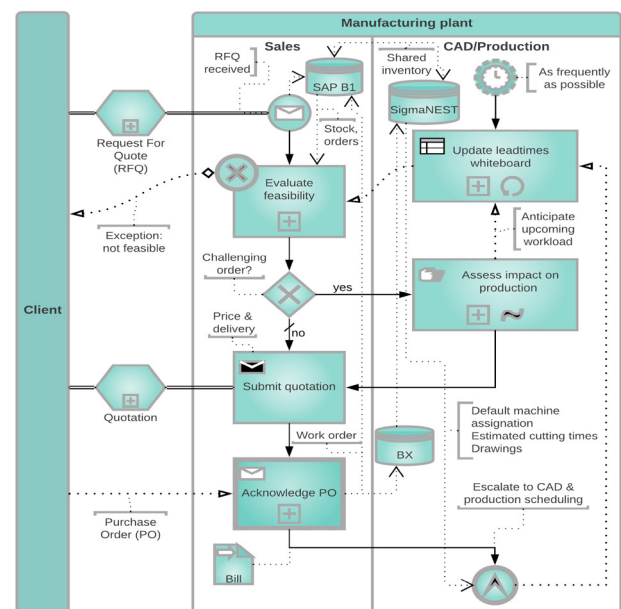 Manufacturing plant
Sales
CAD/Production
RFQ
received
SAP B1
Shared
inventory
SigmaNEST
As frequently
as possible
Request For
Quote
(RFQ)
Stock,
orders
Update leadtimes
whiteboard
Evaluate
feasibility
Exception:
not feasible
Anticipate
upcoming
workload
Challenging
order?
yes
Assess impact on
production
Client
Price &
delivery
no
Submit quotation
Quotation
Default machine
assignation
Estimated cutting times
Drawings
Work order
BX
Acknowledge PO
Escalate to CAD &
production scheduling
Purchase
Order (PO)
Bill